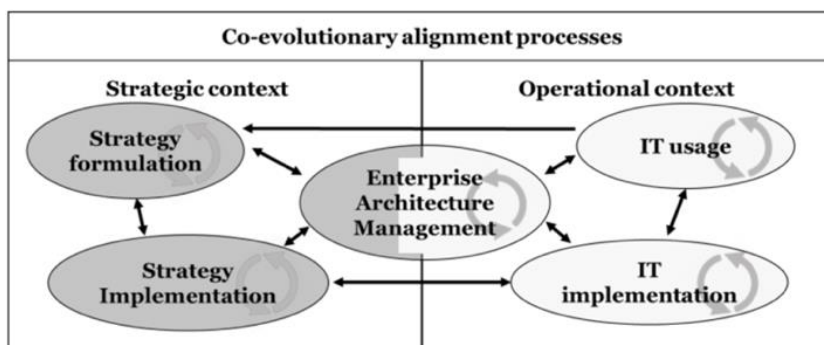 Co-evolutionary alignment processes
Strategic context
Operational context
Strategy
formulation
IT usage
Enterprise
Architecture
Management
Strategy
Implementation
IT
implementation